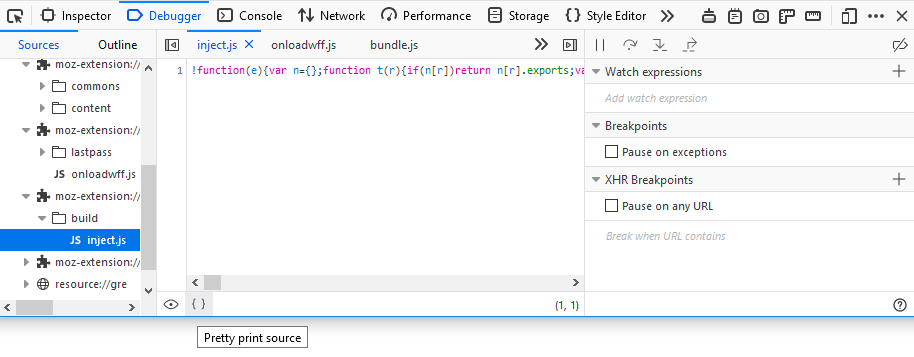 Inspector Debugger Console Network Performance Storage Style Editor
Sources Outline
inject.js onloadwff.js bundle.js
moz-extension://
commons
content
moz-extension://
lastpass
JS onloadwff.js
moz-extension://
build
JS inject.js
moz-extension://
resource://gre
1 !function(e){var n={};function t(r){if(n[r])return n[r].exports;va
{ } (1, 1)
Pretty print source
Watch expressions
Add watch expression
Breakpoints
Pause on exceptions
XHR Breakpoints
Pause on any URL
Break when URL contains